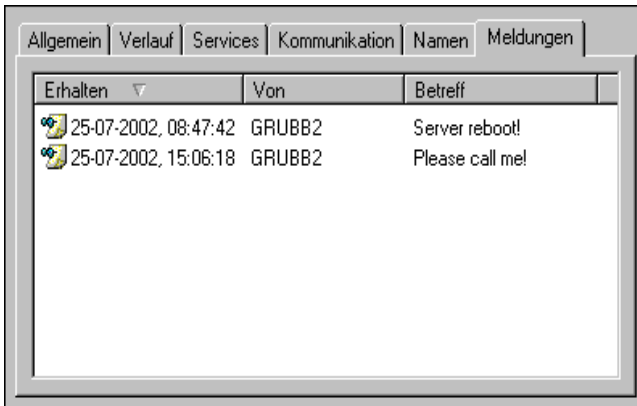 Allgemein Verlauf Services Kommunikation Namen Meldungen
Erhalten Von Betreff
25-07-2002, 08:47:42 GRUBB2 Server reboot!
25-07-2002, 15:06:18 GRUBB2 Please call me!